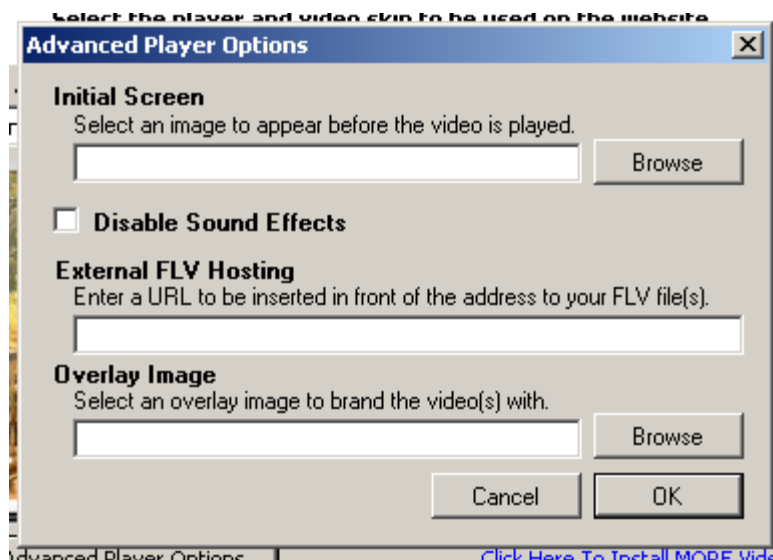 Select the player and video skin to be used on the website
Advanced Player Options
Initial Screen
Select an image to appear before the video is played.
Browse
Disable Sound Effects
External FLV Hosting
Enter a URL to be inserted in front of the address to your FLV file(s).
Overlay Image
Select an overlay image to brand the video(s) with.
Browse
Cancel
OK
Advanced Player Options
Click Here To Install MORE Vide